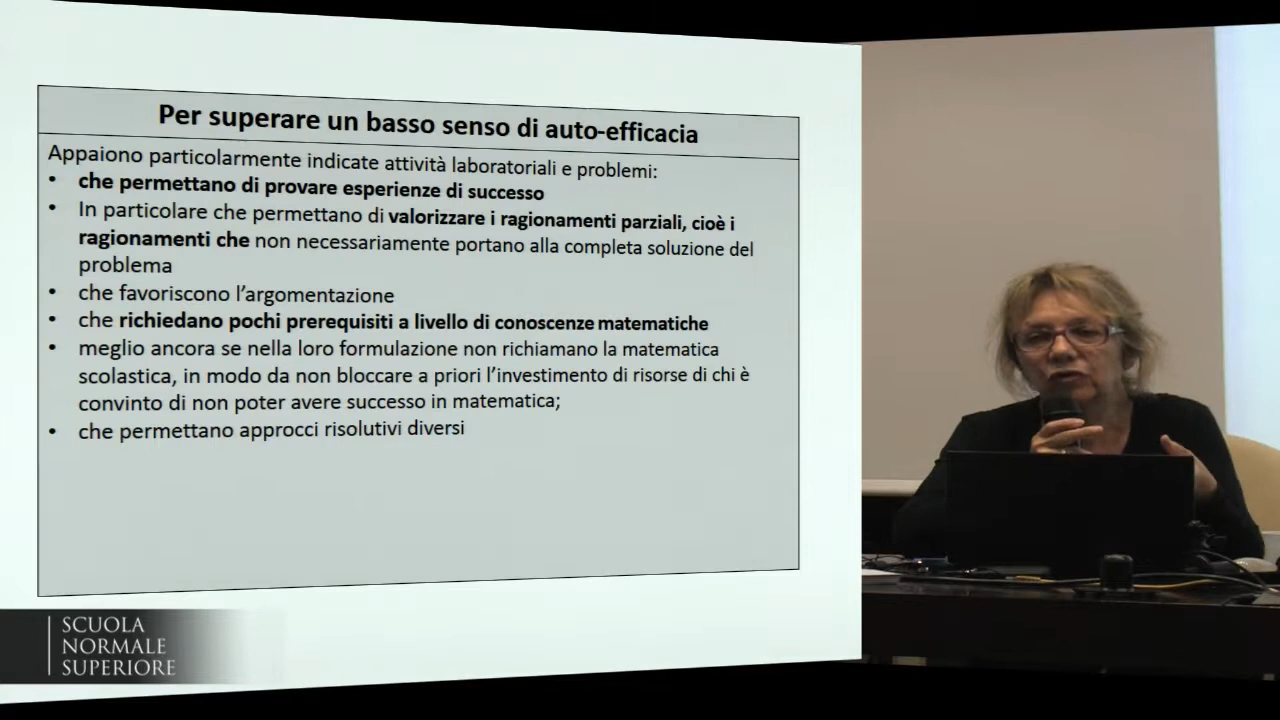 Per superare un basso senso di auto-efficacia
Appaiono particolarmente indicate attività laboratoriali e problemi:
• che permettano di provare esperienze di successo
• In particolare che permettano di valorizzare i ragionamenti parziali, cioè i
ragionamenti che non necessariamente portano alla completa soluzione del
problema
• che favoriscono l'argomentazione
• che richiedano pochi prerequisiti a livello di conoscenze matematiche
• meglio ancora se nella loro formulazione non richiamano la matematica
scolastica, in modo da non bloccare a priori l'investimento di risorse di chi è
convinto di non poter avere successo in matematica;
• che permettano approcci risolutivi diversi
SCUOLA
NORMALE
SUPERIORE